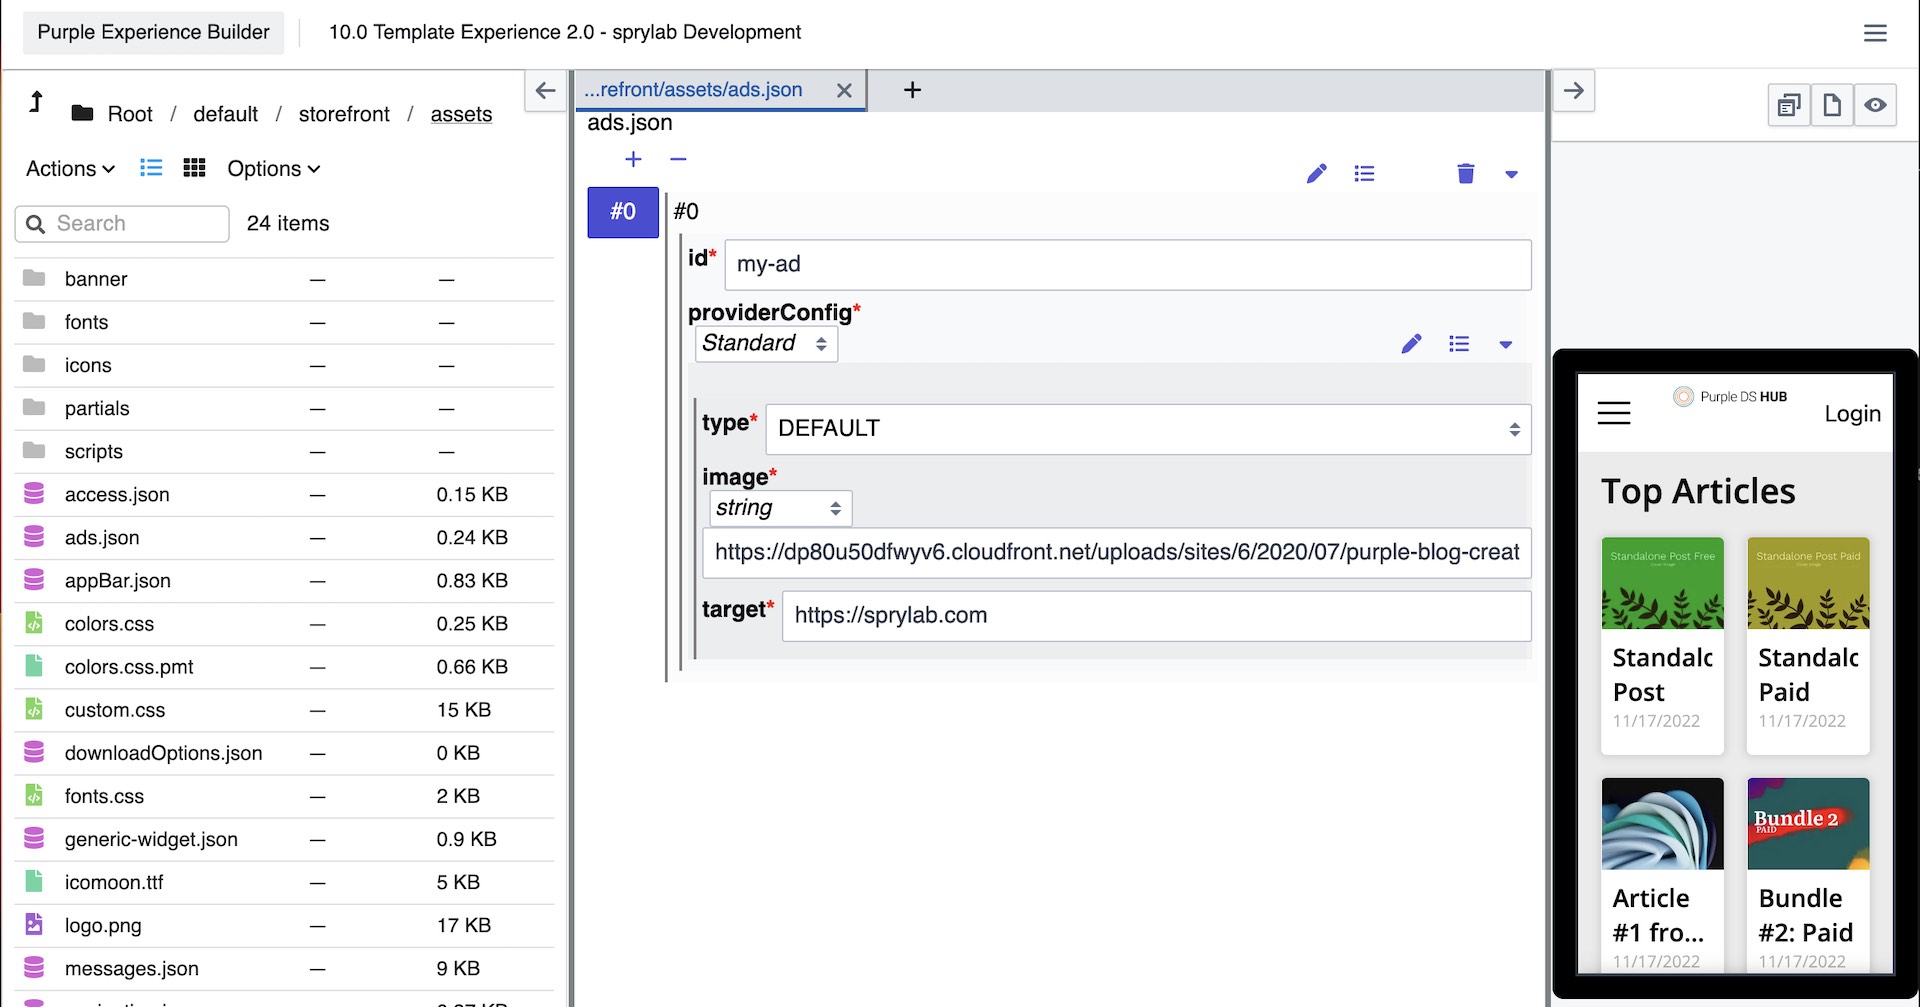 Purple Experience Builder
10.0 Template Experience 2.0 - sprylab Development
Root / default / storefront / assets
Actions
Options
Search
24 items
banner — —
fonts — —
icons — —
partials — —
scripts — —
access.json — 0.15 KB
ads.json — 0.24 KB
appBar.json — 0.83 KB
colors.css — 0.25 KB
colors.css.pmt — 0.66 KB
custom.css — 15 KB
downloadOptions.json — 0 KB
fonts.css — 2 KB
generic-widget.json — 0.9 KB
icomoon.ttf — 5 KB
logo.png — 17 KB
messages.json — 9 KB
...refront/assets/ads.json
ads.json
#0
#0
id*
my-ad
providerConfig*
Standard
type*
DEFAULT
image*
string
https://dp80u50dfwyv6.cloudfront.net/uploads/sites/6/2020/07/purple-blog-creat
target*
https://sprylab.com
Purple DS HUB
Login
Top Articles
Standalone Post Free
Standalone Post Paid
Standalc
Post
11/17/2022
Standalc
Paid
11/17/2022
Bundle 2
PAID
Article
#1 fro...
11/17/2022
Bundle
#2: Paid
11/17/2022